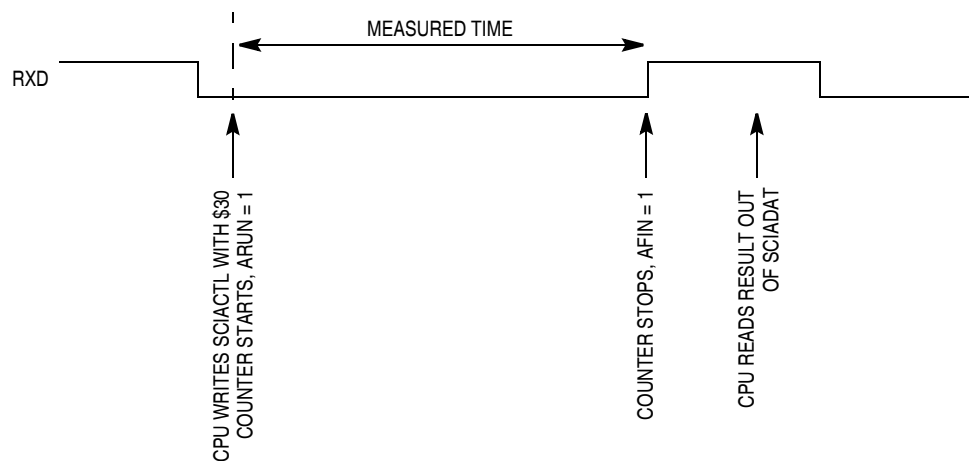 MEASURED TIME
RXD
CPU WRITES SCIACTL WITH $30
COUNTER STARTS, ARUN = 1
COUNTER STOPS, AFIN = 1
CPU READS RESULT OUT
OF SCIADAT